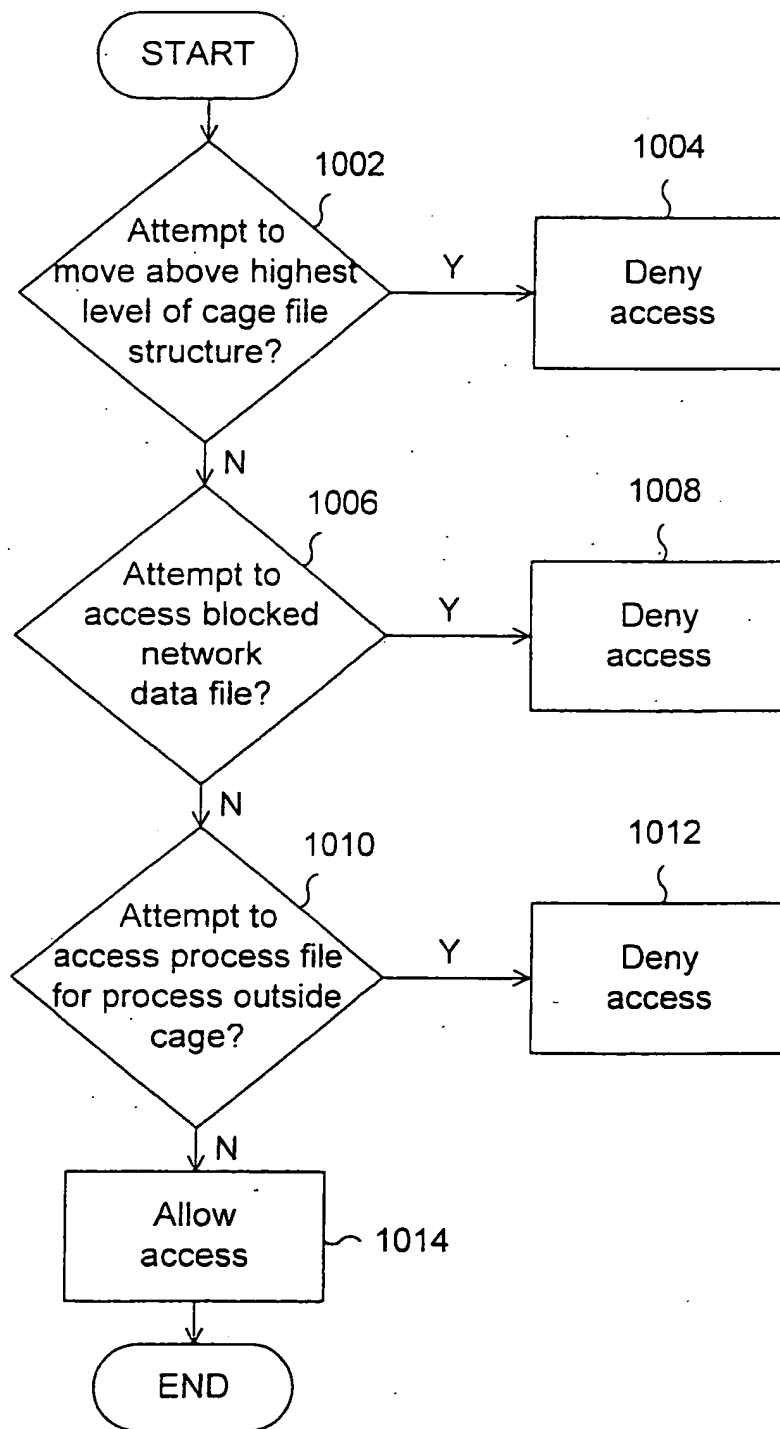 START
1002
Attempt to
move above highest
level of cage file
structure?
Y
1004
Deny
access
N
1006
Attempt to
access blocked
network
data file?
Y
1008
Deny
access
N
1010
Attempt to
access process file
for process outside
cage?
Y
1012
Deny
access
N
Allow
access
1014
END